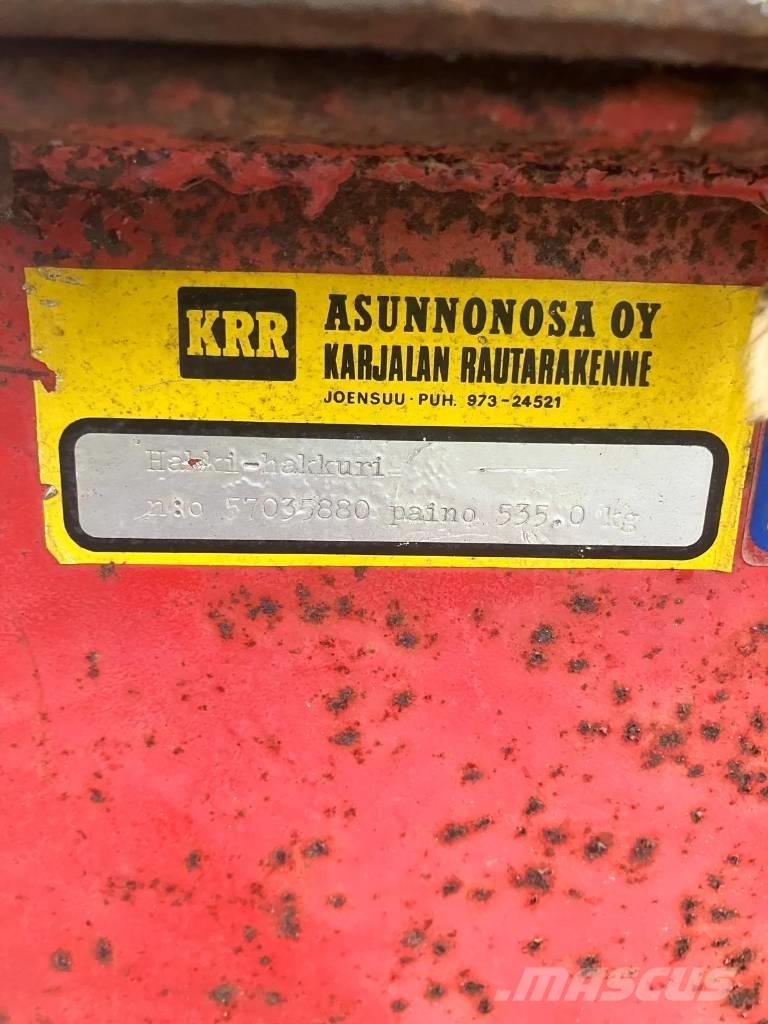 KRR
ASUNNONOSA OY
KARJALAN RAUTARAKENNE
JOENSUU · PUH. 973-24521
Hakki-hakkuri
n:o 57035880 paino 535.0 kg
MASCUS